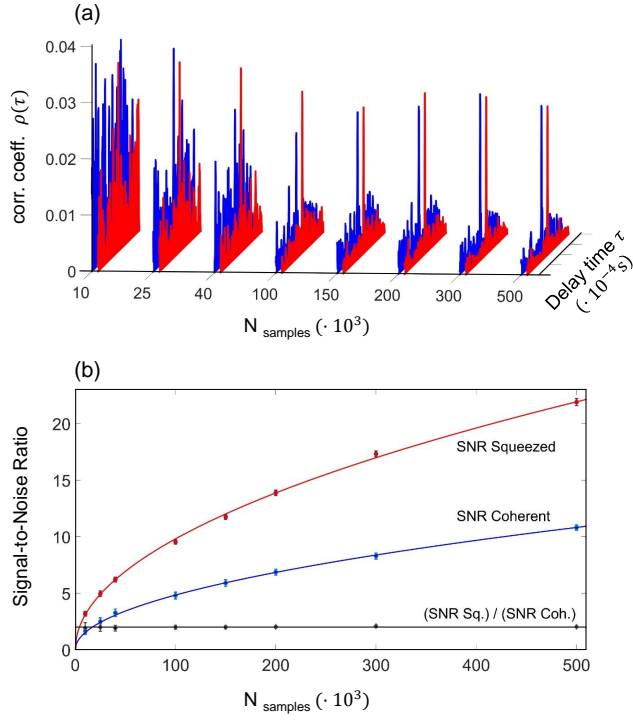 (a)
corr. coeff. ρ(τ)
0.04
0.03
0.02
0.01
0
10 25 40 100 150 200 300 500
N samples (· 10³)
Delay time τ
(· 10⁻⁴s)
(b)
Signal-to-Noise Ratio
20
15
10
5
0
SNR Squeezed
SNR Coherent
(SNR Sq.) / (SNR Coh.)
0 100 200 300 400 500
N samples (· 10³)